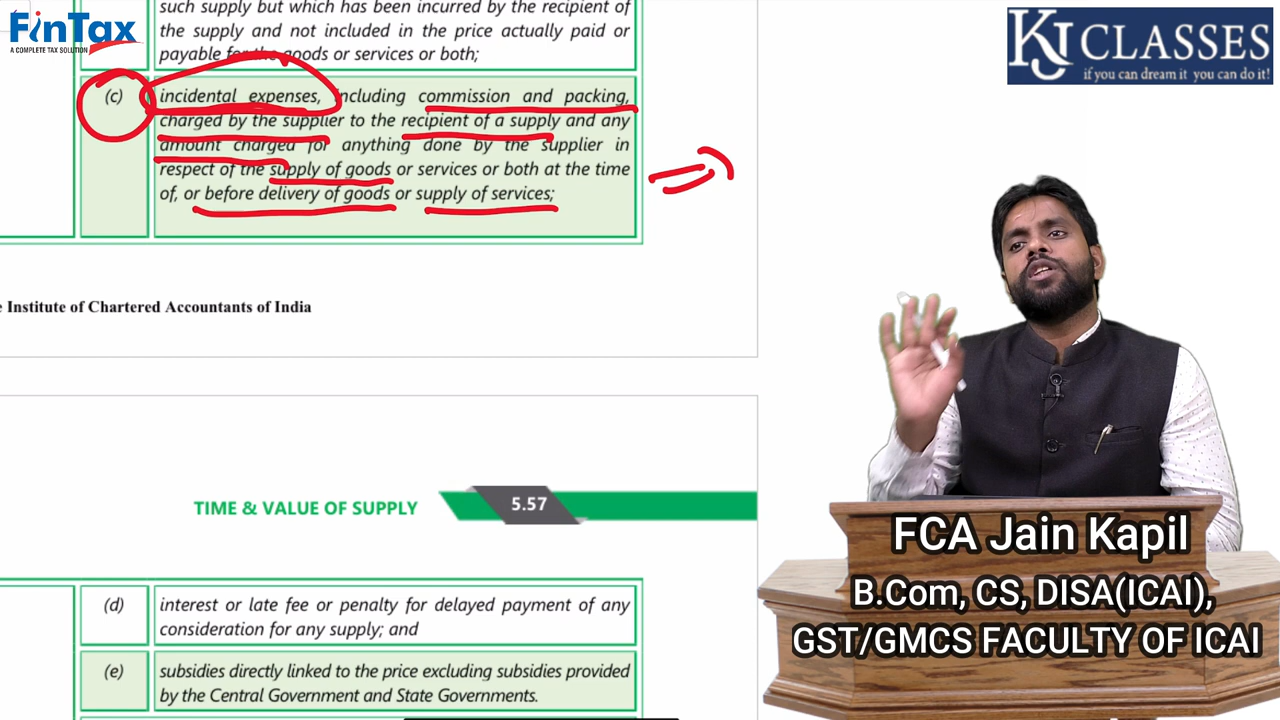 FinTax
A COMPLETE TAX SOLUTION
KJ CLASSES
if you can dream it you can do it!
such supply but which has been incurred by the recipient of
the supply and not included in the price actually paid or
payable for the goods or services or both;
(c)
incidental expenses, including commission and packing,
charged by the supplier to the recipient of a supply and any
amount charged for anything done by the supplier in
respect of the supply of goods or services or both at the time
of, or before delivery of goods or supply of services;
Institute of Chartered Accountants of India
TIME & VALUE OF SUPPLY
5.57
(d)
interest or late fee or penalty for delayed payment of any
consideration for any supply; and
(e)
subsidies directly linked to the price excluding subsidies provided
by the Central Government and State Governments.
FCA Jain Kapil
B.Com, CS, DISA(ICAI),
GST/GMCS FACULTY OF ICAI